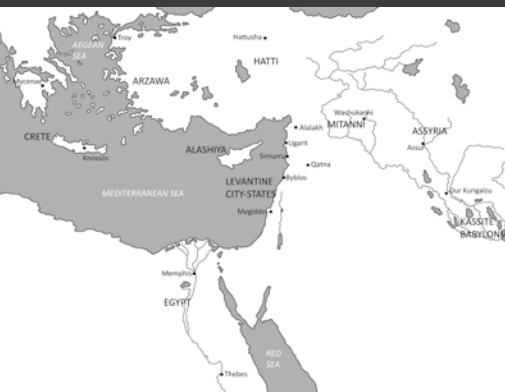 AEGEAN
SEA
Troy
Hattusha
HATTI
Mycenae
ARZAWA
CRETE
Knossos
ALASHIYA
Washukanni
MITANNI
Alalakh
ASSYRIA
Ugarit
Assur
Simurru
Qatna
Byblos
LEVANTINE
CITY-STATES
MEDITERRANEAN SEA
Megiddo
Dur Kurigalzu
KASSITE
BABYLONI
Memphis
EGYPT
RED
SEA
Thebes